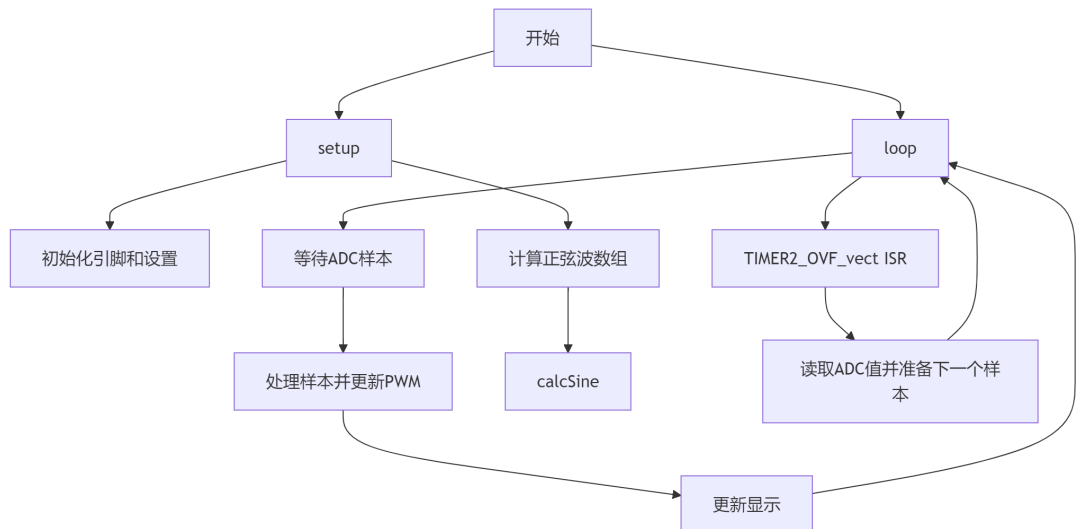 开始
setup
loop
初始化引脚和设置
等待ADC样本
计算正弦波数组
TIMER2_OVF_vect ISR
处理样本并更新PWM
calcSine
读取ADC值并准备下一个样
本
更新显示